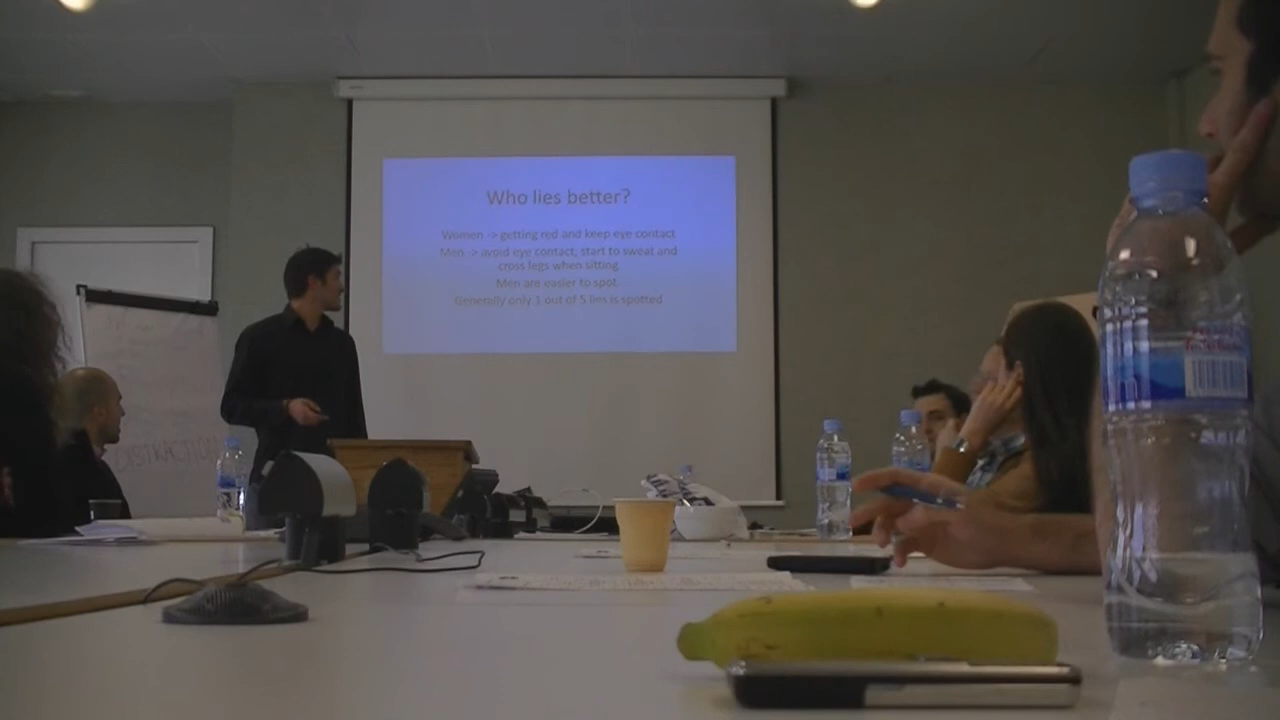 Who lies better?
Women -> getting red and keep eye contact
Men -> avoid eye contact, start to sweat and
cross legs when sitting
Men are easier to spot.
Generally only 1 out of 5 lies is spotted
DISTRACTION